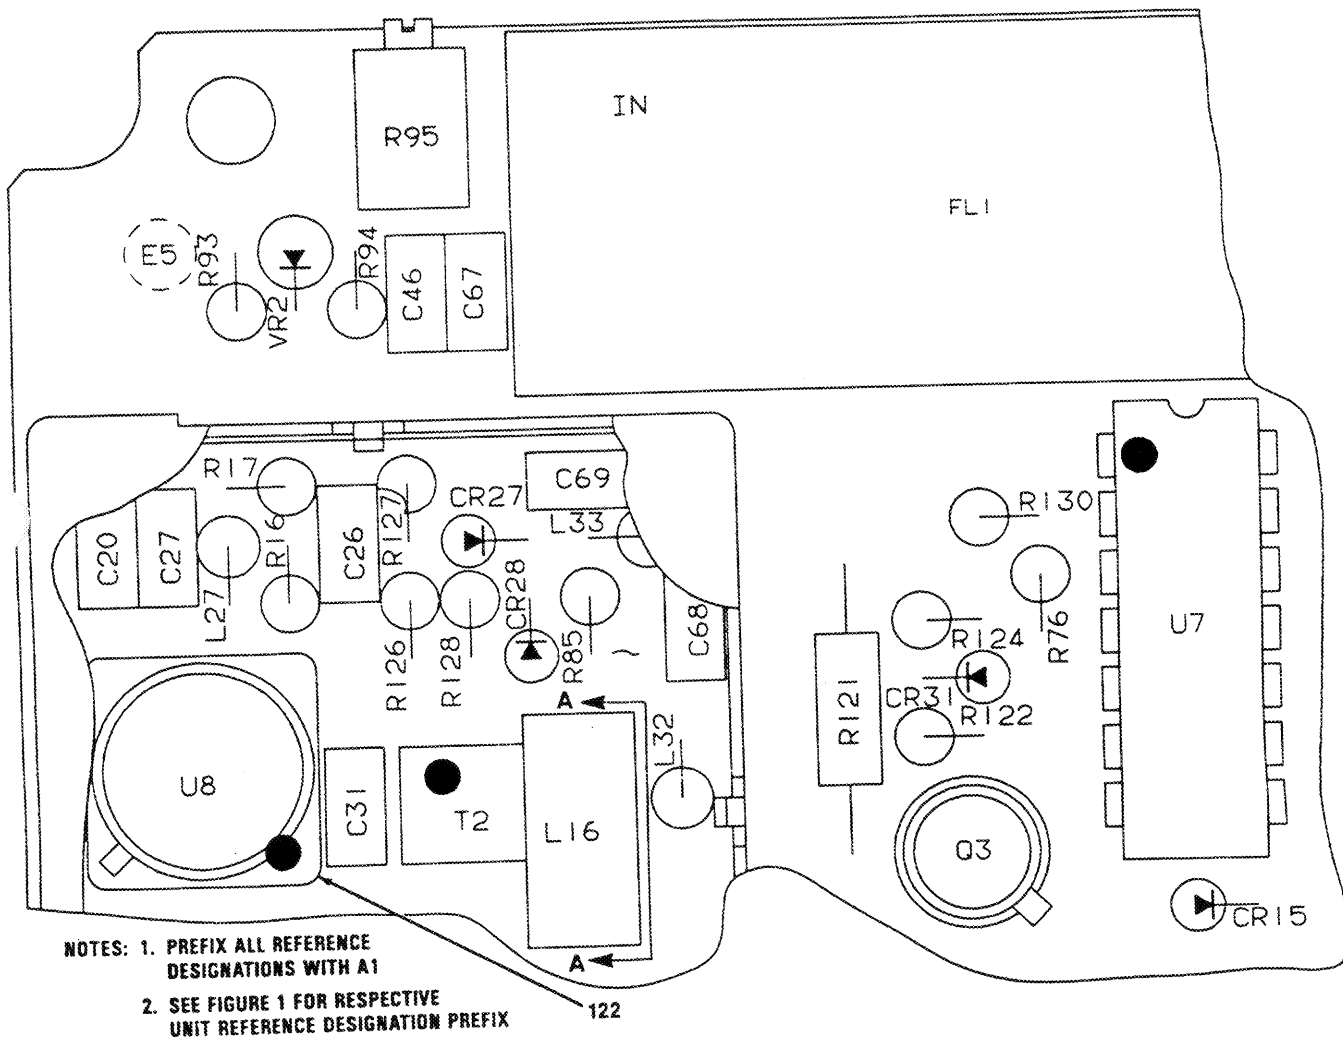 IN
R95
FL1
E5
R93
VR2
R94
C46
C67
R17
C20
C27
L27
R16
C26
R127
CR27
C69
L33
R126
R128
CR28
R85
C68
R130
R76
R124
CR31
R122
R121
U7
U8
C31
T2
L16
L32
A
A
Q3
CR15
NOTES: 1. PREFIX ALL REFERENCE
DESIGNATIONS WITH A1
2. SEE FIGURE 1 FOR RESPECTIVE
UNIT REFERENCE DESIGNATION PREFIX
122